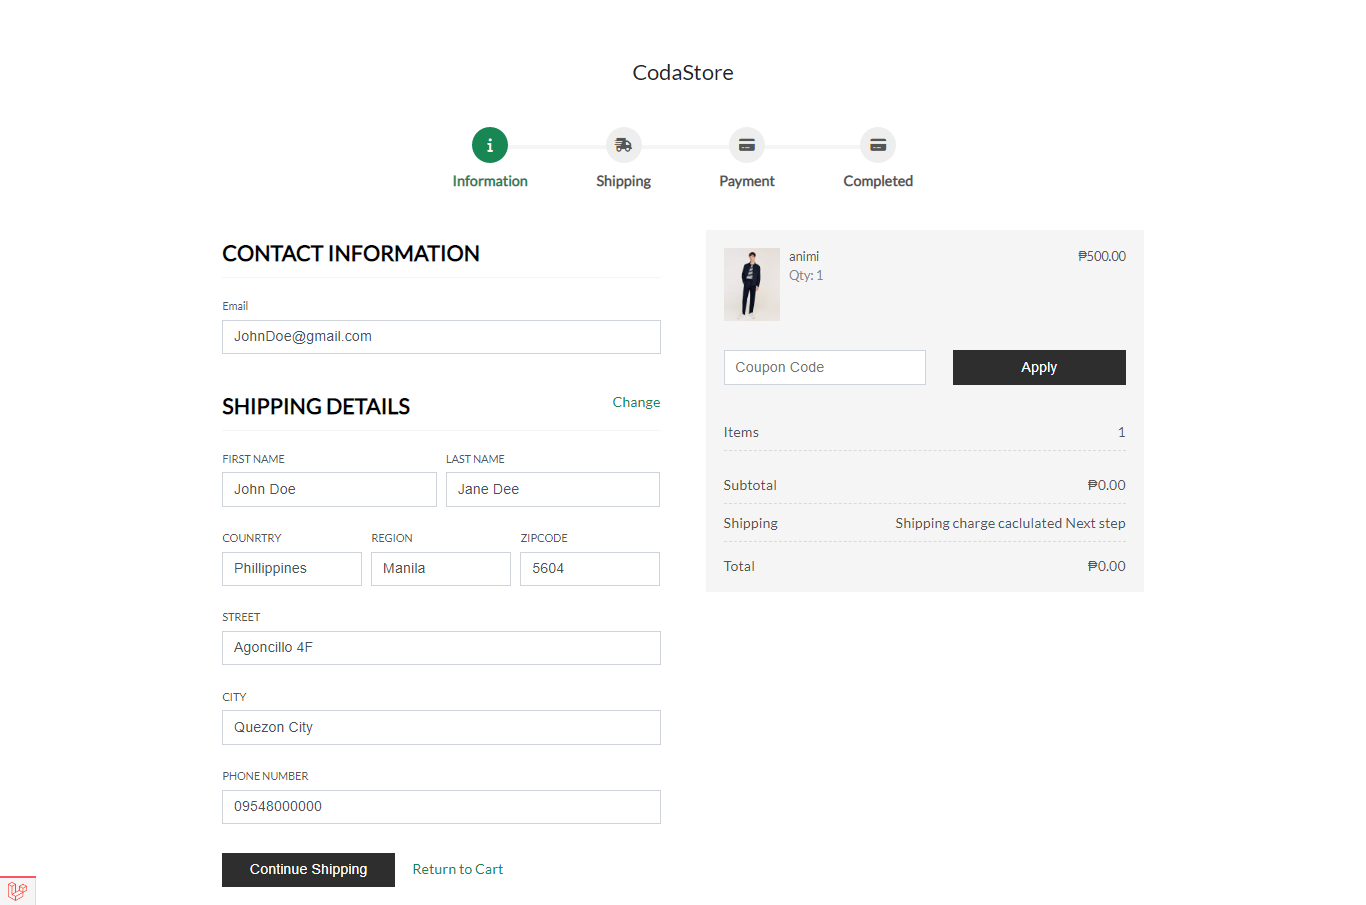 CodaStore
Information
Shipping
Payment
Completed
CONTACT INFORMATION
Email
JohnDoe@gmail.com
SHIPPING DETAILS
Change
FIRST NAME
LAST NAME
John Doe
Jane Dee
COUNRTRY
REGION
ZIPCODE
Phillippines
Manila
5604
STREET
Agoncillo 4F
CITY
Quezon City
PHONE NUMBER
09548000000
Continue Shipping
Return to Cart
animi
₱500.00
Qty: 1
Coupon Code
Apply
Items
1
Subtotal
₱0.00
Shipping
Shipping charge caclulated Next step
Total
₱0.00